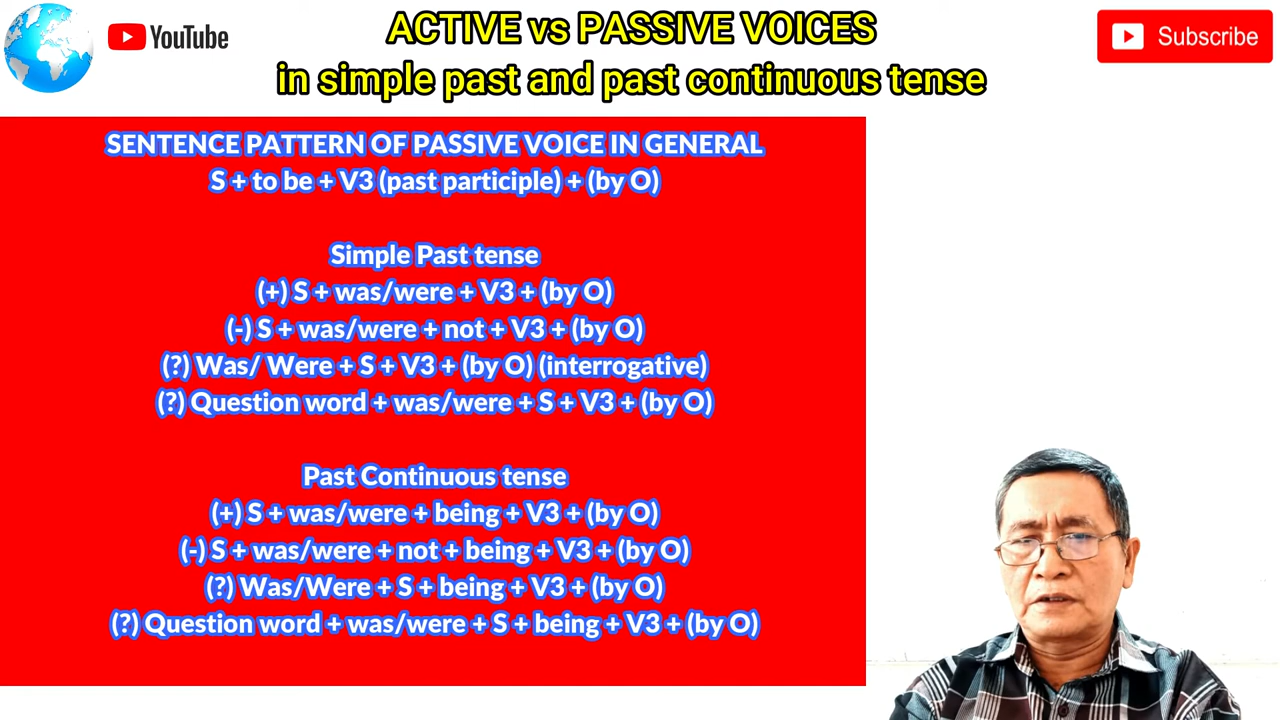 YouTube
ACTIVE vs PASSIVE VOICES
in simple past and past continuous tense
Subscribe
SENTENCE PATTERN OF PASSIVE VOICE IN GENERAL
S + to be + V3 (past participle) + (by O)
Simple Past tense
(+) S + was/were + V3 + (by O)
(-) S + was/were + not + V3 + (by O)
(?) Was/ Were + S + V3 + (by O) (interrogative)
(?) Question word + was/were + S + V3 + (by O)
Past Continuous tense
(+) S + was/were + being + V3 + (by O)
(-) S + was/were + not + being + V3 + (by O)
(?) Was/Were + S + being + V3 + (by O)
(?) Question word + was/were + S + being + V3 + (by O)